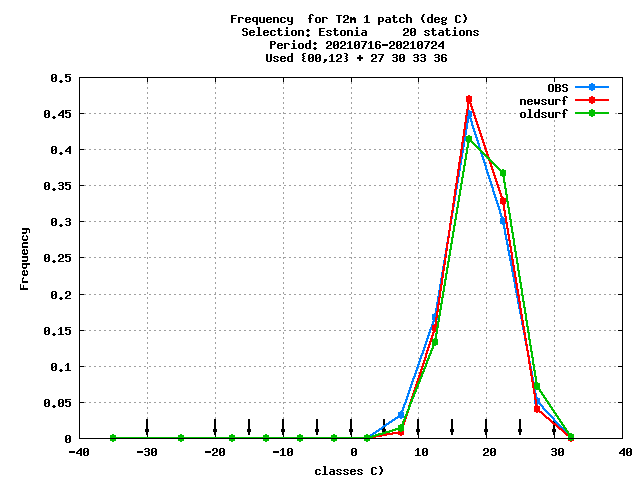 Frequency  for T2m 1 patch (deg C)
Selection: Estonia     20 stations
Period: 20210716-20210724
Used {00,12} + 27 30 33 36
OBS
newsurf
oldsurf
0.5
0.45
0.4
0.35
0.3
0.25
0.2
0.15
0.1
0.05
0
Frequency
-40 -30 -20 -10 0 10 20 30 40
classes C)